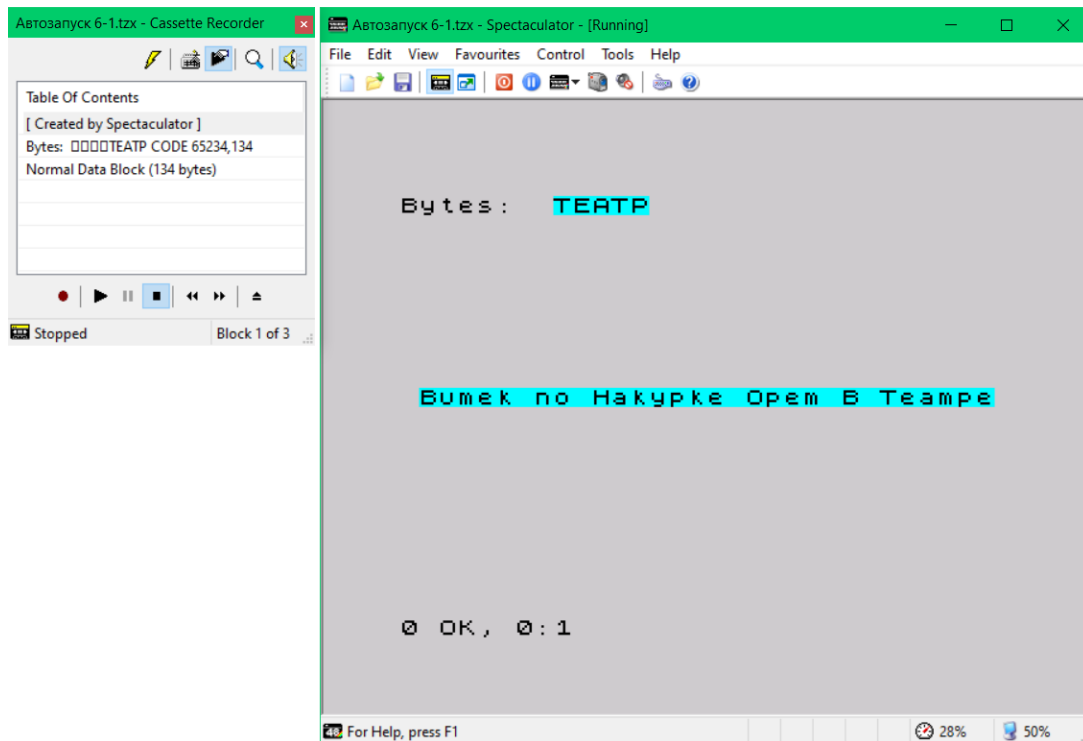 Автозапуск 6-1.tzx - Cassette Recorder
Table Of Contents
[ Created by Spectaculator ]
Bytes: □□□□TEATP CODE 65234,134
Normal Data Block (134 bytes)
Stopped
Block 1 of 3
Автозапуск 6-1.tzx - Spectaculator - [Running]
File Edit View Favourites Control Tools Help
Bytes: TEATP
Bumek no Hakypke Opem B Teampe
0 OK, 0:1
48
For Help, press F1
28%
50%